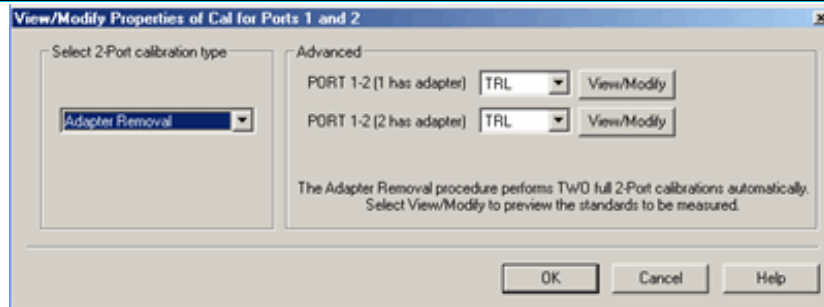 View/Modify Properties of Cal for Ports 1 and 2
Select 2-Port calibration type
Adapter Removal
Advanced
PORT 1-2 (1 has adapter) TRL View/Modify
PORT 1-2 (2 has adapter) TRL View/Modify
The Adapter Removal procedure performs TWO full 2-Port calibrations automatically.
Select View/Modify to preview the standards to be measured.
OK Cancel Help